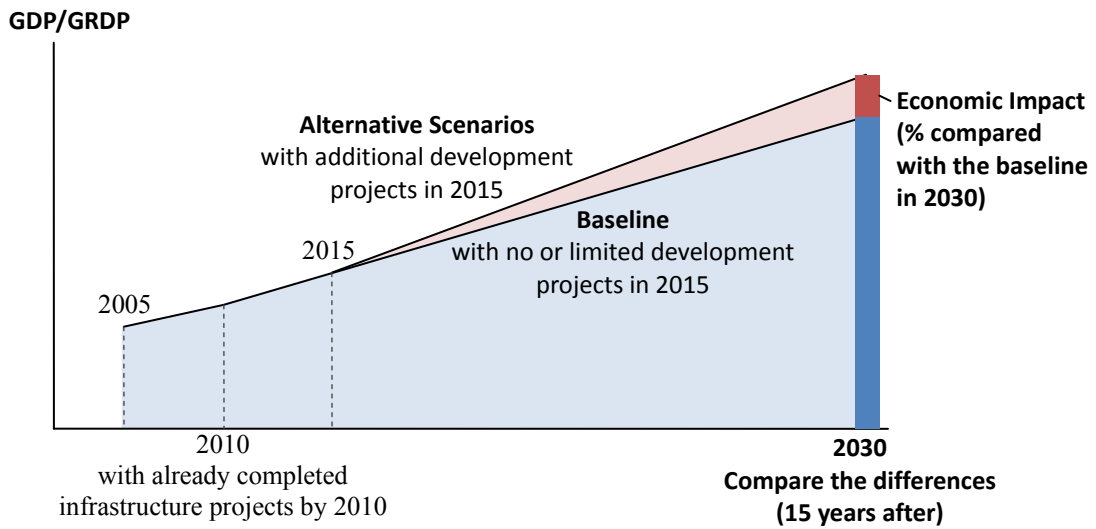 GDP/GRDP
Alternative Scenarios
with additional development
projects in 2015
Economic Impact
(% compared
with the baseline
in 2030)
Baseline
with no or limited development
projects in 2015
2015
2005
2010
with already completed
infrastructure projects by 2010
2030
Compare the differences
(15 years after)